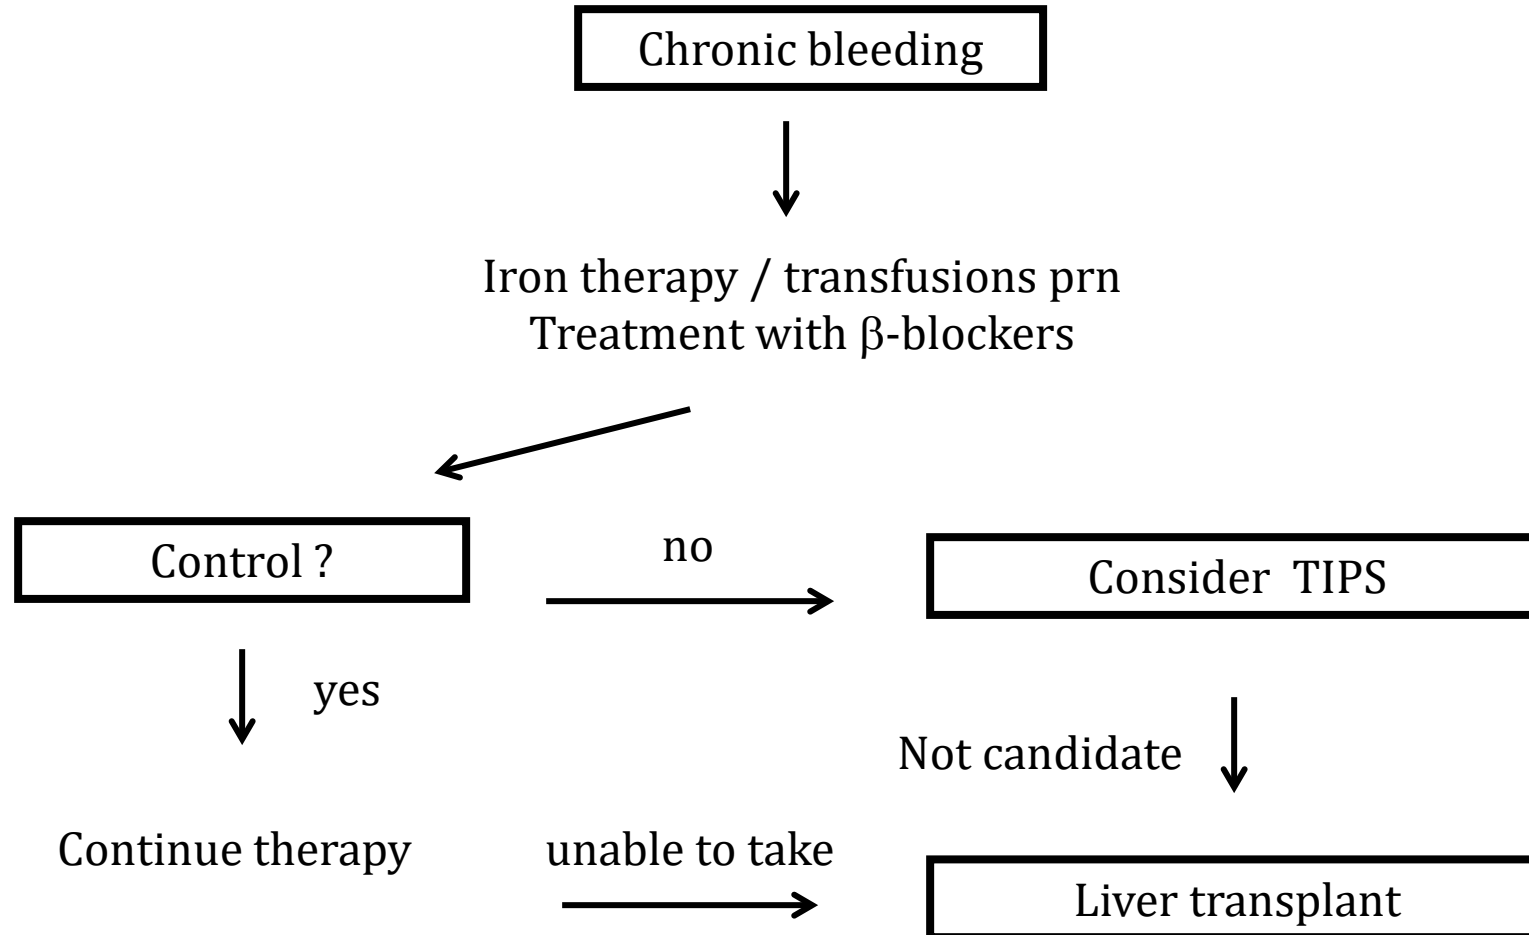 Chronic bleeding
Iron therapy / transfusions prn
Treatment with β-blockers
Control ?
no
Consider TIPS
yes
Not candidate
Continue therapy
unable to take
Liver transplant